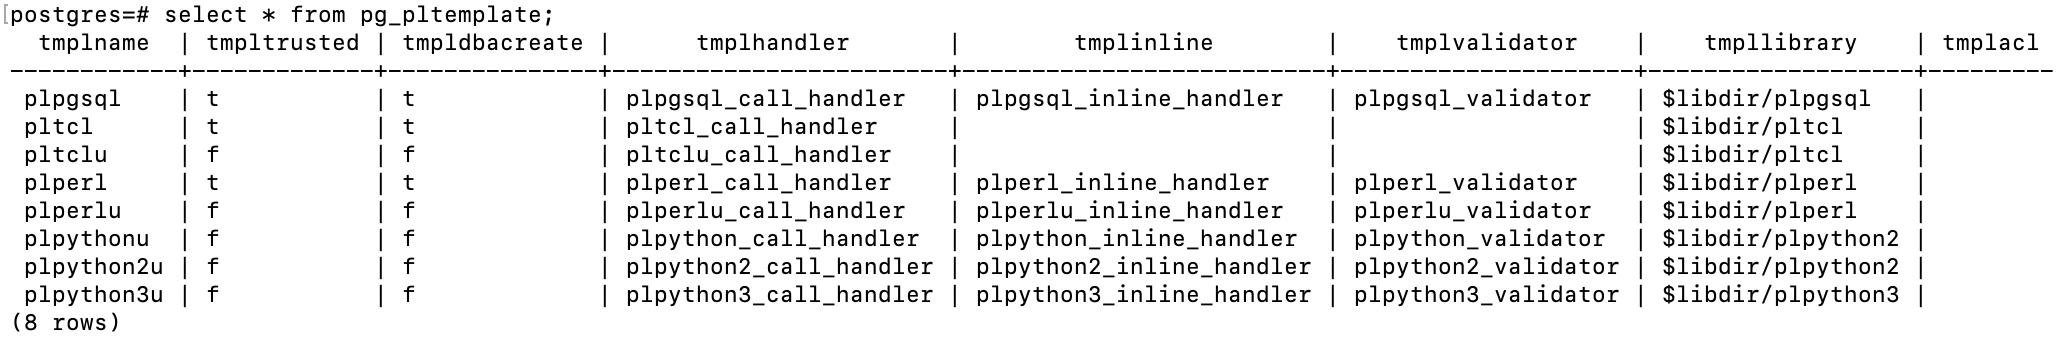 postgres=# select * from pg_pltemplate;
  tmplname  | tmpltrusted | tmpldbacreate |      tmplhandler       |        tmplinline        |    tmplvalidator    |    tmpllibrary    | tmplacl
------------+-------------+---------------+------------------------+--------------------------+---------------------+-------------------+---------
 plpgsql    | t           | t             | plpgsql_call_handler   | plpgsql_inline_handler   | plpgsql_validator   | $libdir/plpgsql   |
 pltcl      | t           | t             | pltcl_call_handler     |                          |                     | $libdir/pltcl     |
 pltclu     | f           | f             | pltclu_call_handler    |                          |                     | $libdir/pltcl     |
 plperl     | t           | t             | plperl_call_handler    | plperl_inline_handler    | plperl_validator    | $libdir/plperl    |
 plperlu    | f           | f             | plperlu_call_handler   | plperlu_inline_handler   | plperlu_validator   | $libdir/plperl    |
 plpythonu  | f           | f             | plpython_call_handler  | plpython_inline_handler  | plpython_validator  | $libdir/plpython2 |
 plpython2u | f           | f             | plpython2_call_handler | plpython2_inline_handler | plpython2_validator | $libdir/plpython2 |
 plpython3u | f           | f             | plpython3_call_handler | plpython3_inline_handler | plpython3_validator | $libdir/plpython3 |
(8 rows)